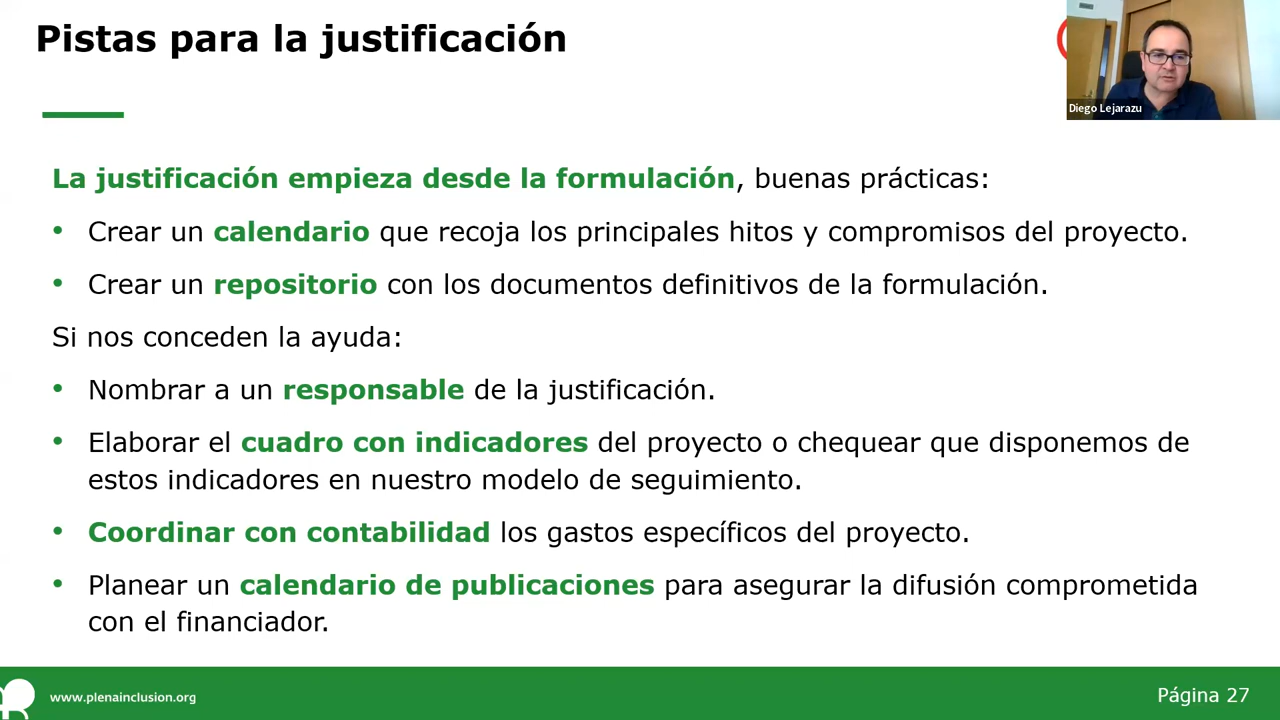 Pistas para la justificación
Diego Lejarazu
La justificación empieza desde la formulación, buenas prácticas:
• Crear un calendario que recoja los principales hitos y compromisos del proyecto.
• Crear un repositorio con los documentos definitivos de la formulación.
Si nos conceden la ayuda:
• Nombrar a un responsable de la justificación.
• Elaborar el cuadro con indicadores del proyecto o chequear que disponemos de
estos indicadores en nuestro modelo de seguimiento.
• Coordinar con contabilidad los gastos específicos del proyecto.
• Planear un calendario de publicaciones para asegurar la difusión comprometida
con el financiador.
www.plenainclusion.org
Página 27